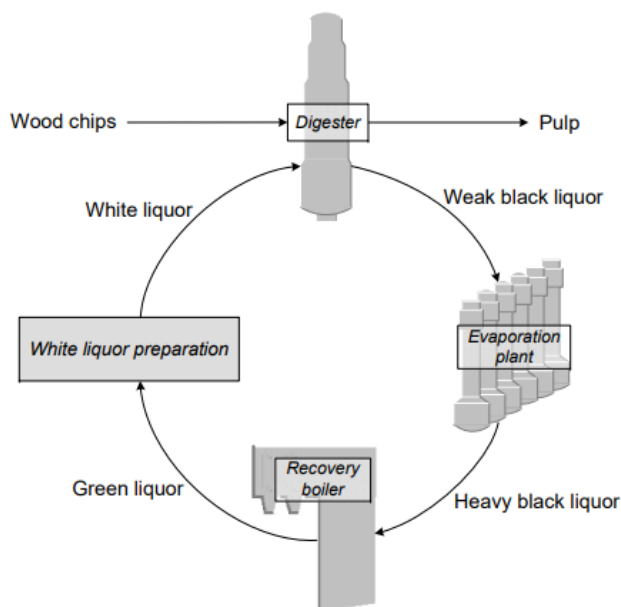 Wood chips
Digester
Pulp
White liquor
Weak black liquor
White liquor preparation
Evaporation
plant
Recovery
boiler
Green liquor
Heavy black liquor